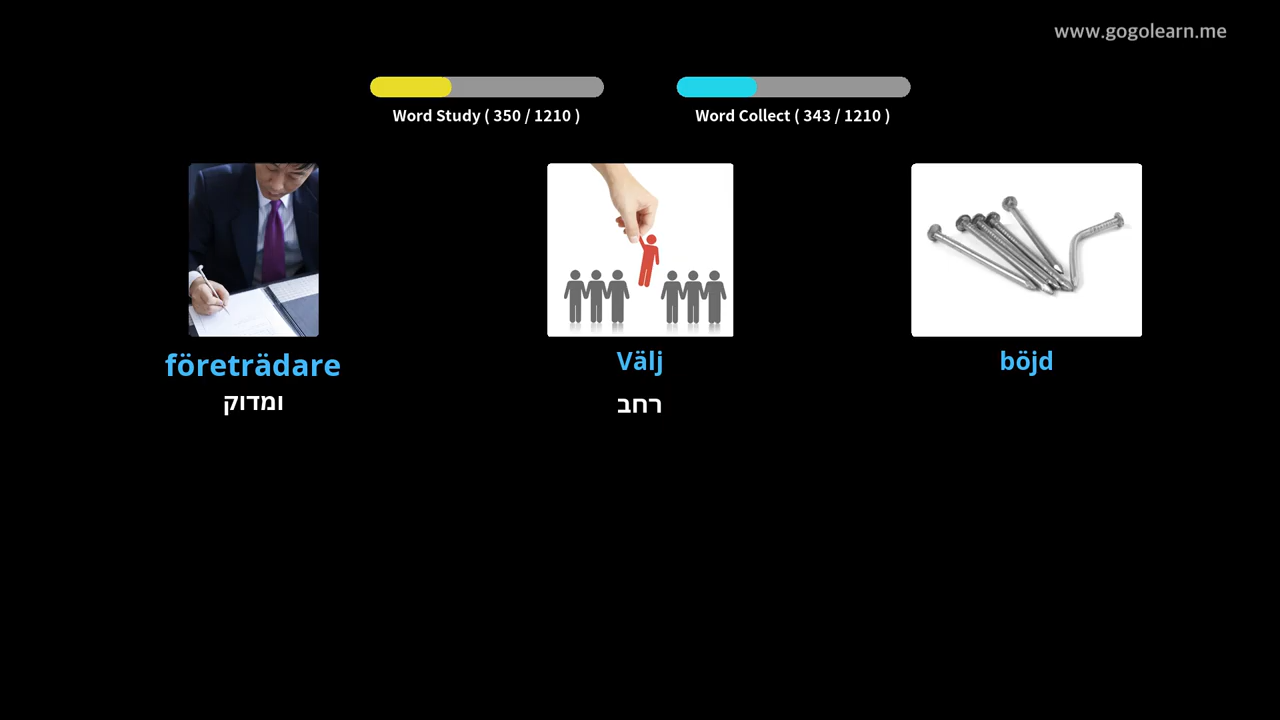 www.gogolearn.me
Word Study ( 350 / 1210 )
Word Collect ( 343 / 1210 )
företrädare
ומדוק
Välj
רחב
böjd